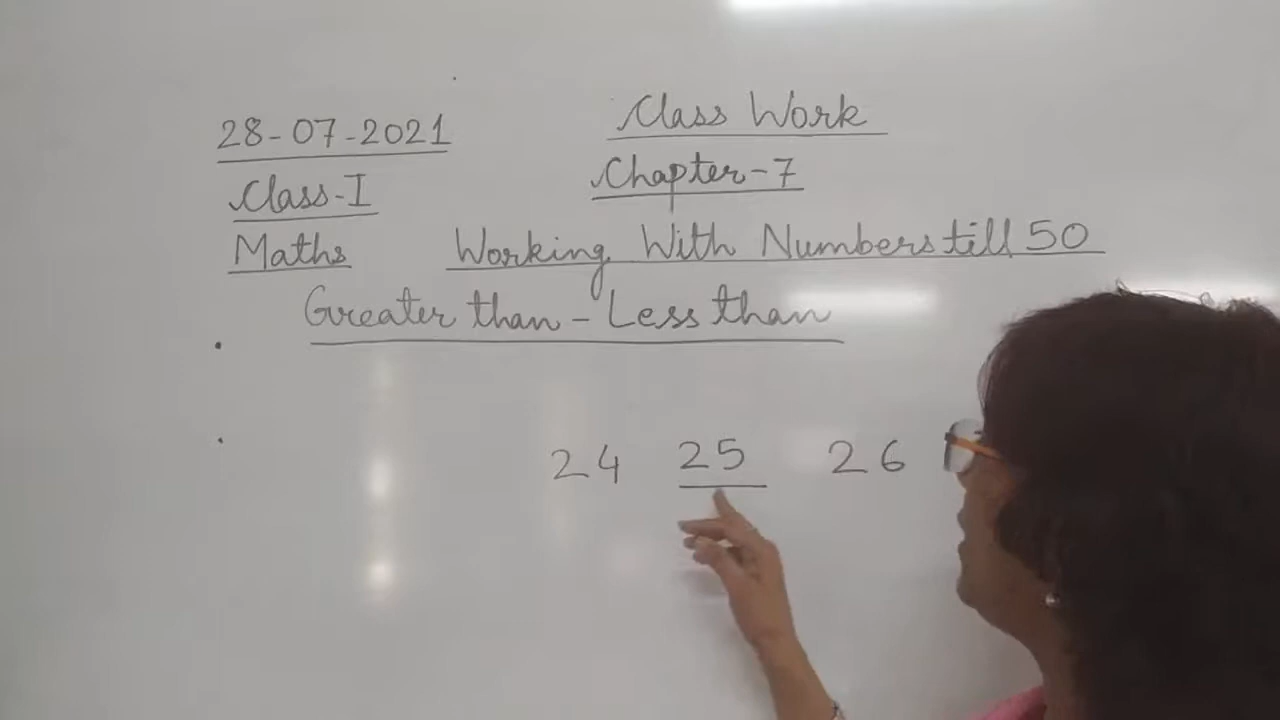 28-07-2021 Class Work
Class-I Chapter-7
Maths Working With Numbers till 50
Greater than - Less than
24 25 26